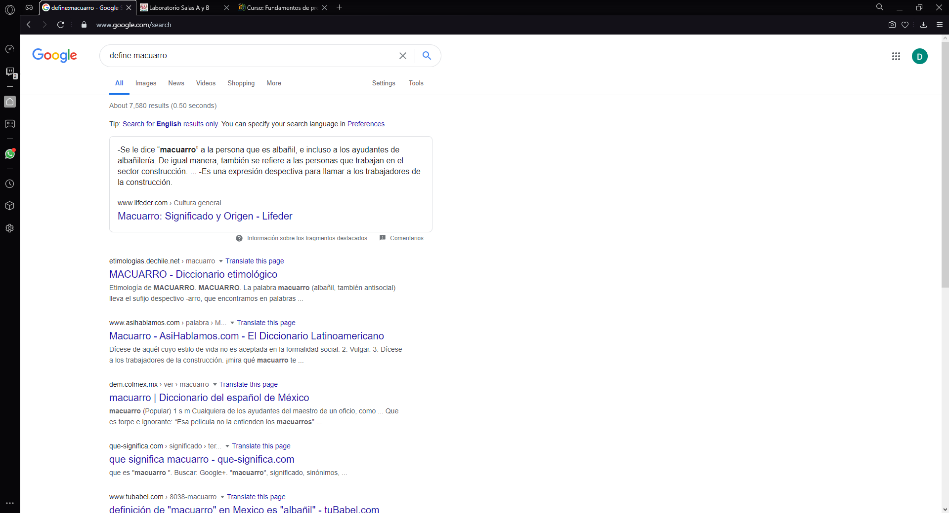 define:macuarro - Google
Laboratorio Salas A y B
Curso: Fundamentos de pr
www.google.com/search
Google
define macuarro
D
All Images News Videos Shopping More Settings Tools
About 7,580 results (0.50 seconds)
Tip: Search for English results only. You can specify your search language in Preferences
-Se le dice "macuarro" a la persona que es albañil, e incluso a los ayudantes de
albañilería. De igual manera, también se refiere a las personas que trabajan en el
sector construcción. ... -Es una expresión despectiva para llamar a los trabajadores de
la construcción.
www.lifeder.com › Cultura general
Macuarro: Significado y Origen - Lifeder
Información sobre los fragmentos destacados Comentarios
etimologias.dechile.net › macuarro Translate this page
MACUARRO - Diccionario etimológico
Etimología de MACUARRO. MACUARRO. La palabra macuarro (albañil, también antisocial)
lleva el sufijo despectivo -arro, que encontramos en palabras ...
www.asihablamos.com › palabra › M... Translate this page
Macuarro - AsiHablamos.com - El Diccionario Latinoamericano
Dícese de aquél cuyo estilo de vida no es aceptada en la formalidad social. 2. Vulgar. 3. Dícese
a los trabajadores de la construcción. ¡mira qué macuarro te ...
dem.colmex.mx › ver › macuarro Translate this page
macuarro | Diccionario del español de México
macuarro (Popular) 1 s m Cualquiera de los ayudantes del maestro de un oficio, como ... Que
es torpe e ignorante: "Esa película no la entienden los macuarros"
que-significa.com › significado › ter... Translate this page
que significa macuarro - que-significa.com
que es "macuarro ". Buscar: Google+. "macuarro", significado, sinónimos, ...
www.tubabel.com › 8038-macuarro Translate this page
definición de "macuarro" en Mexico es "albañil" - tuBabel.com